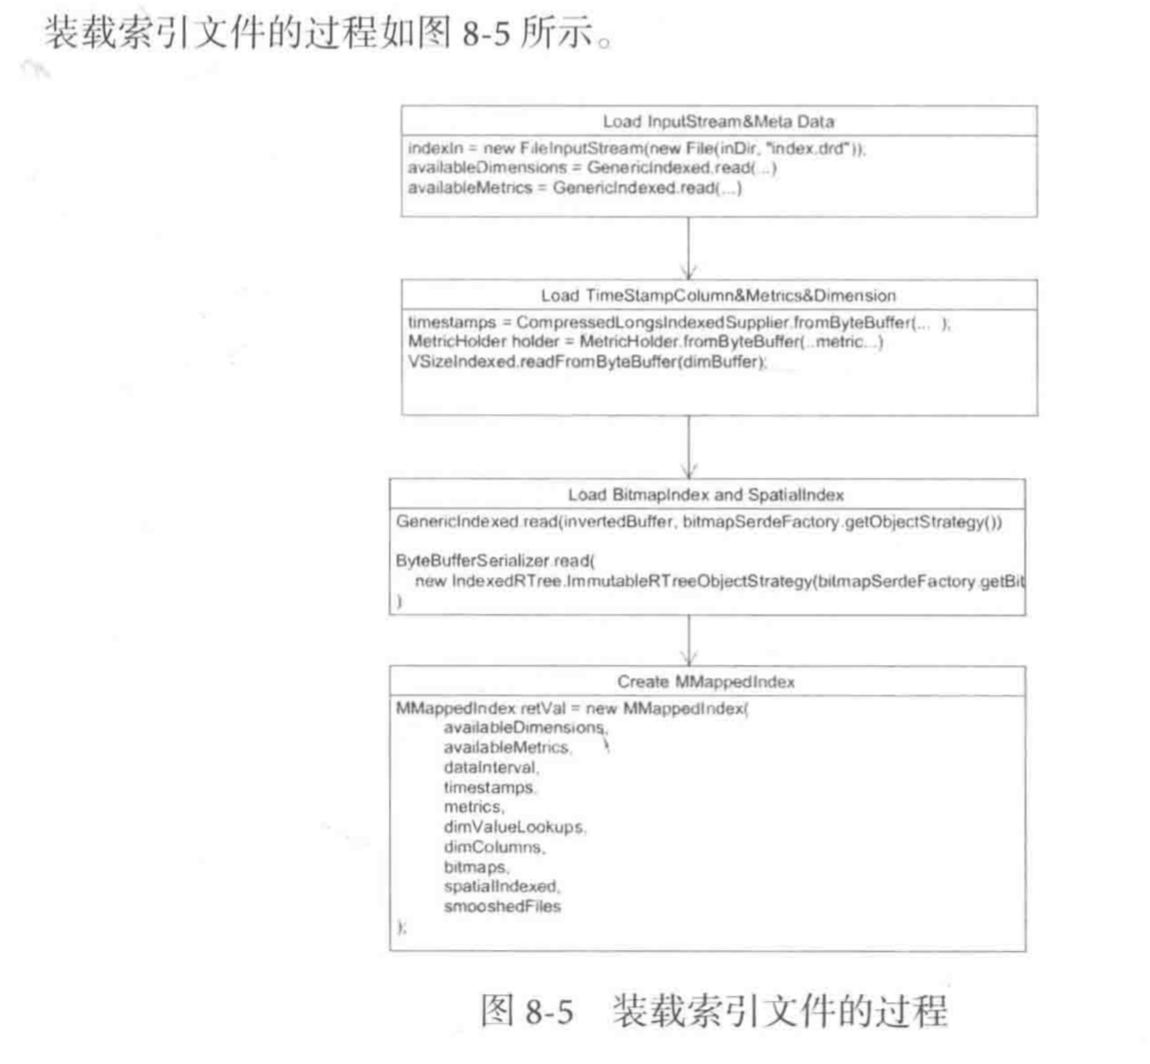 装载索引文件的过程如图 8-5 所示。
Load InputStream&Meta Data
indexIn = new FileInputStream(new File(inDir, "index.drd"));
availableDimensions = GenericIndexed.read(...)
availableMetrics = GenericIndexed.read(...)
Load TimeStampColumn&Metrics&Dimension
timestamps = CompressedLongsIndexedSupplier.fromByteBuffer(... );
MetricHolder holder = MetricHolder.fromByteBuffer(..metric...)
VSizeIndexed.readFromByteBuffer(dimBuffer);
Load BitmapIndex and SpatialIndex
GenericIndexed.read(invertedBuffer, bitmapSerdeFactory.getObjectStrategy())
ByteBufferSerializer.read(
new IndexedRTree.ImmutableRTreeObjectStrategy(bitmapSerdeFactory.getBit
)
Create MMappedIndex
MMappedIndex retVal = new MMappedIndex(
availableDimensions,
availableMetrics,
dataInterval,
timestamps,
metrics,
dimValueLookups,
dimColumns,
bitmaps,
spatialIndexed,
smooshedFiles
);
图 8-5 装载索引文件的过程